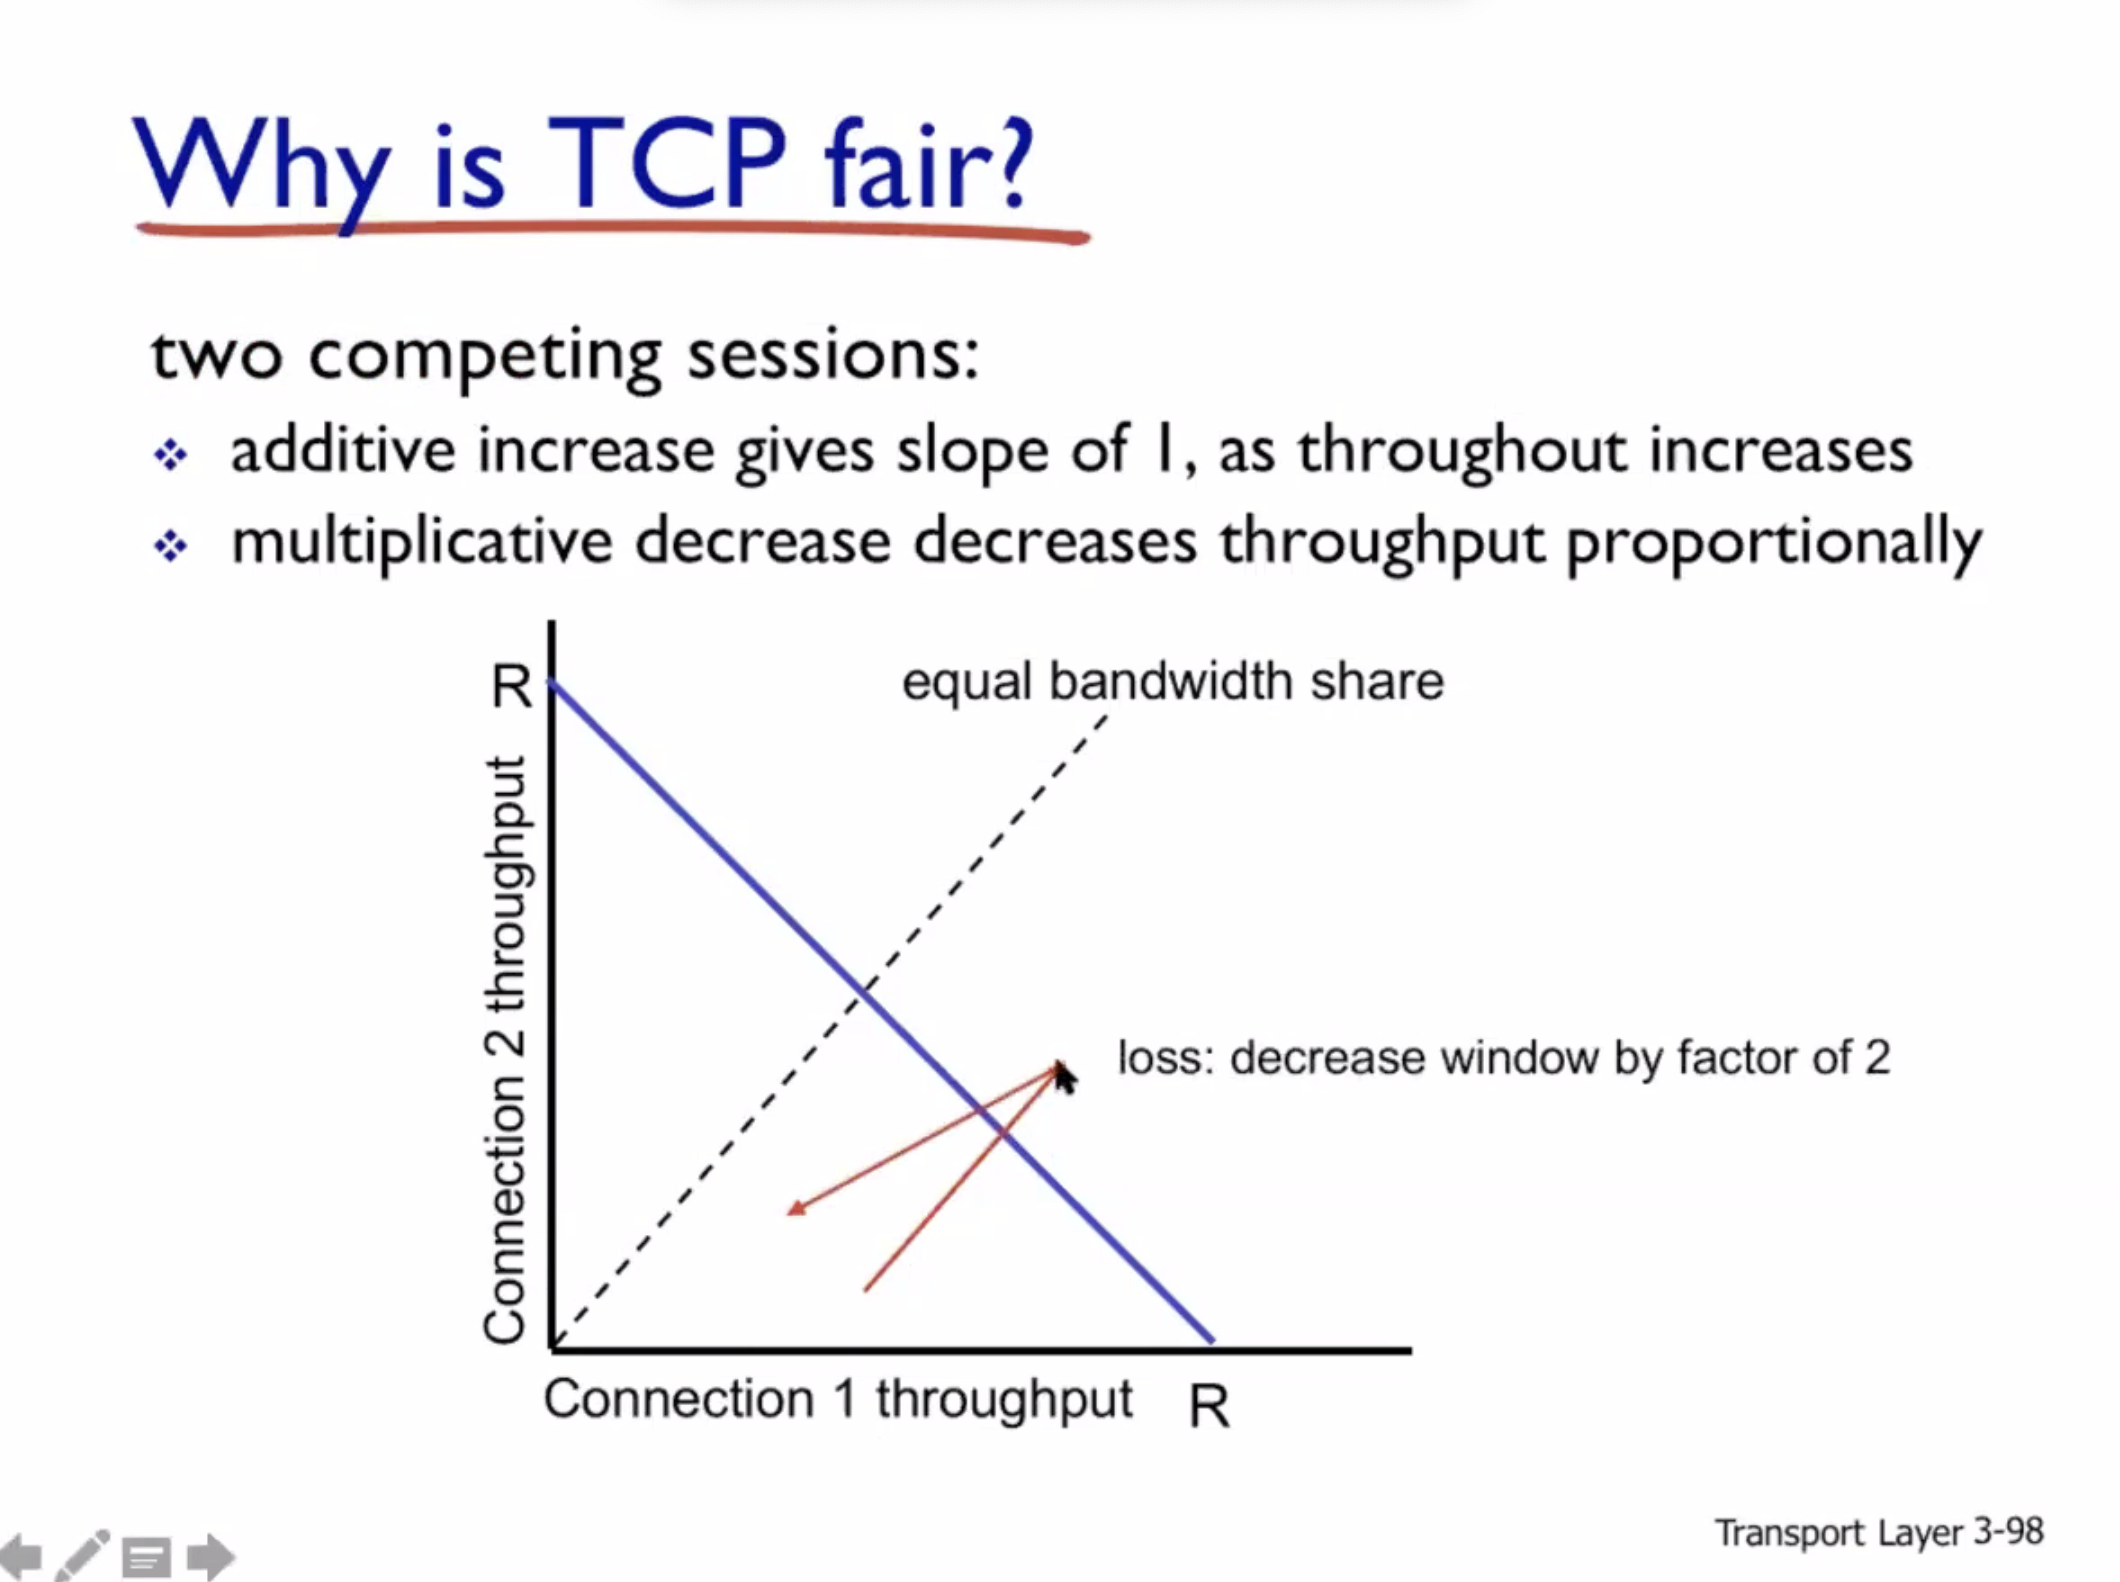 Why is TCP fair?
two competing sessions:
additive increase gives slope of 1, as throughout increases
multiplicative decrease decreases throughput proportionally
R
equal bandwidth share
Connection 2 throughput
loss: decrease window by factor of 2
Connection 1 throughput R
Transport Layer 3-98